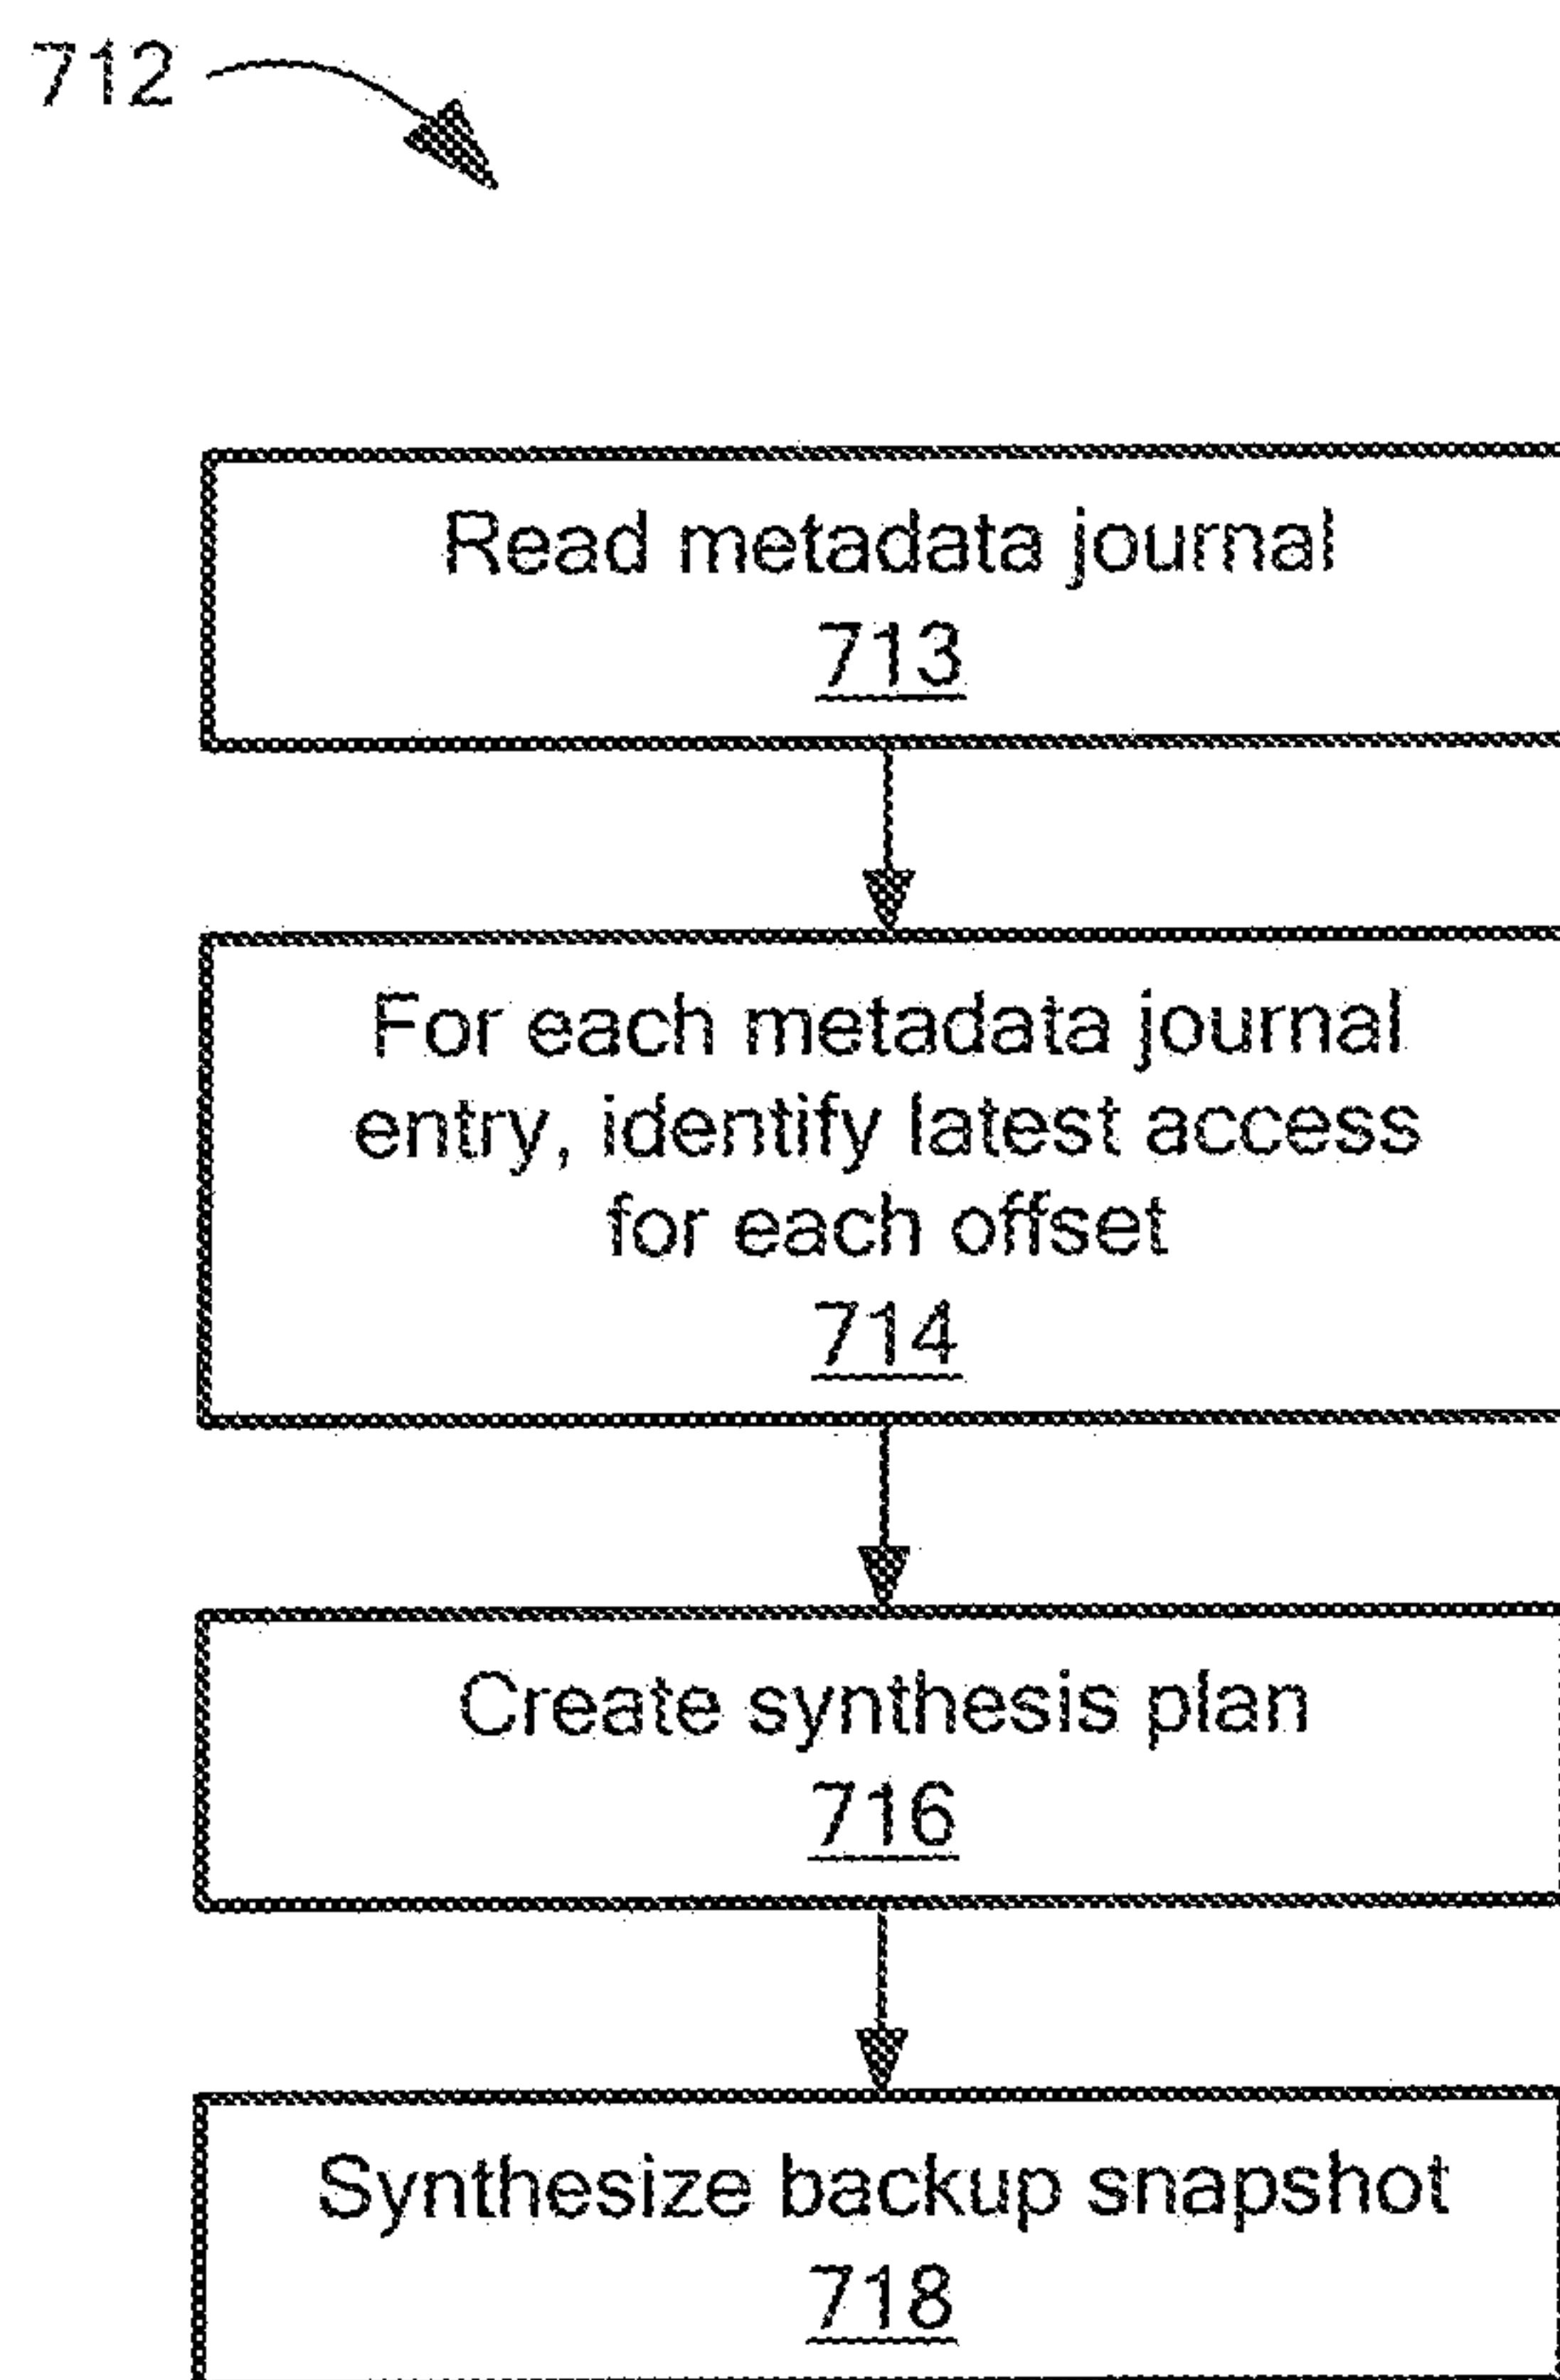 712
Read metadata journal
713
For each metadata journal
entry, identify latest access
for each offset
714
Create synthesis plan
716
Synthesize backup snapshot
718